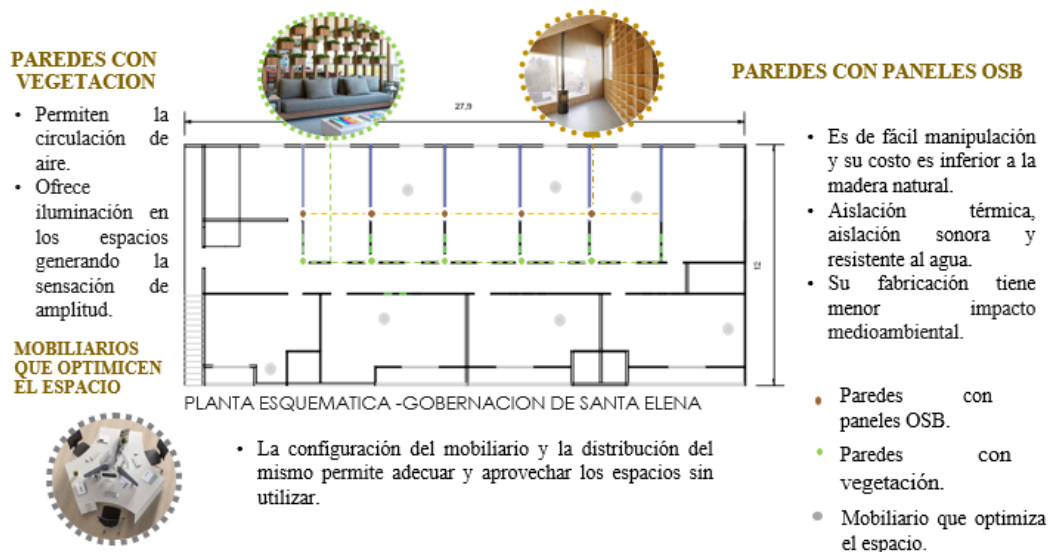 PAREDES CON
VEGETACION
• Permiten la
circulación de
aire.
• Ofrece
iluminación en
los espacios
generando la
sensación de
amplitud.
MOBILIARIOS
QUE OPTIMICEN
EL ESPACIO
27,9
12
PLANTA ESQUEMATICA -GOBERNACION DE SANTA ELENA
• La configuración del mobiliario y la distribución del
mismo permite adecuar y aprovechar los espacios sin
utilizar.
PAREDES CON PANELES OSB
• Es de fácil manipulación
y su costo es inferior a la
madera natural.
• Aislación térmica,
aislación sonora y
resistente al agua.
• Su fabricación tiene
menor impacto
medioambiental.
• Paredes con
paneles OSB.
• Paredes con
vegetación.
• Mobiliario que optimiza
el espacio.